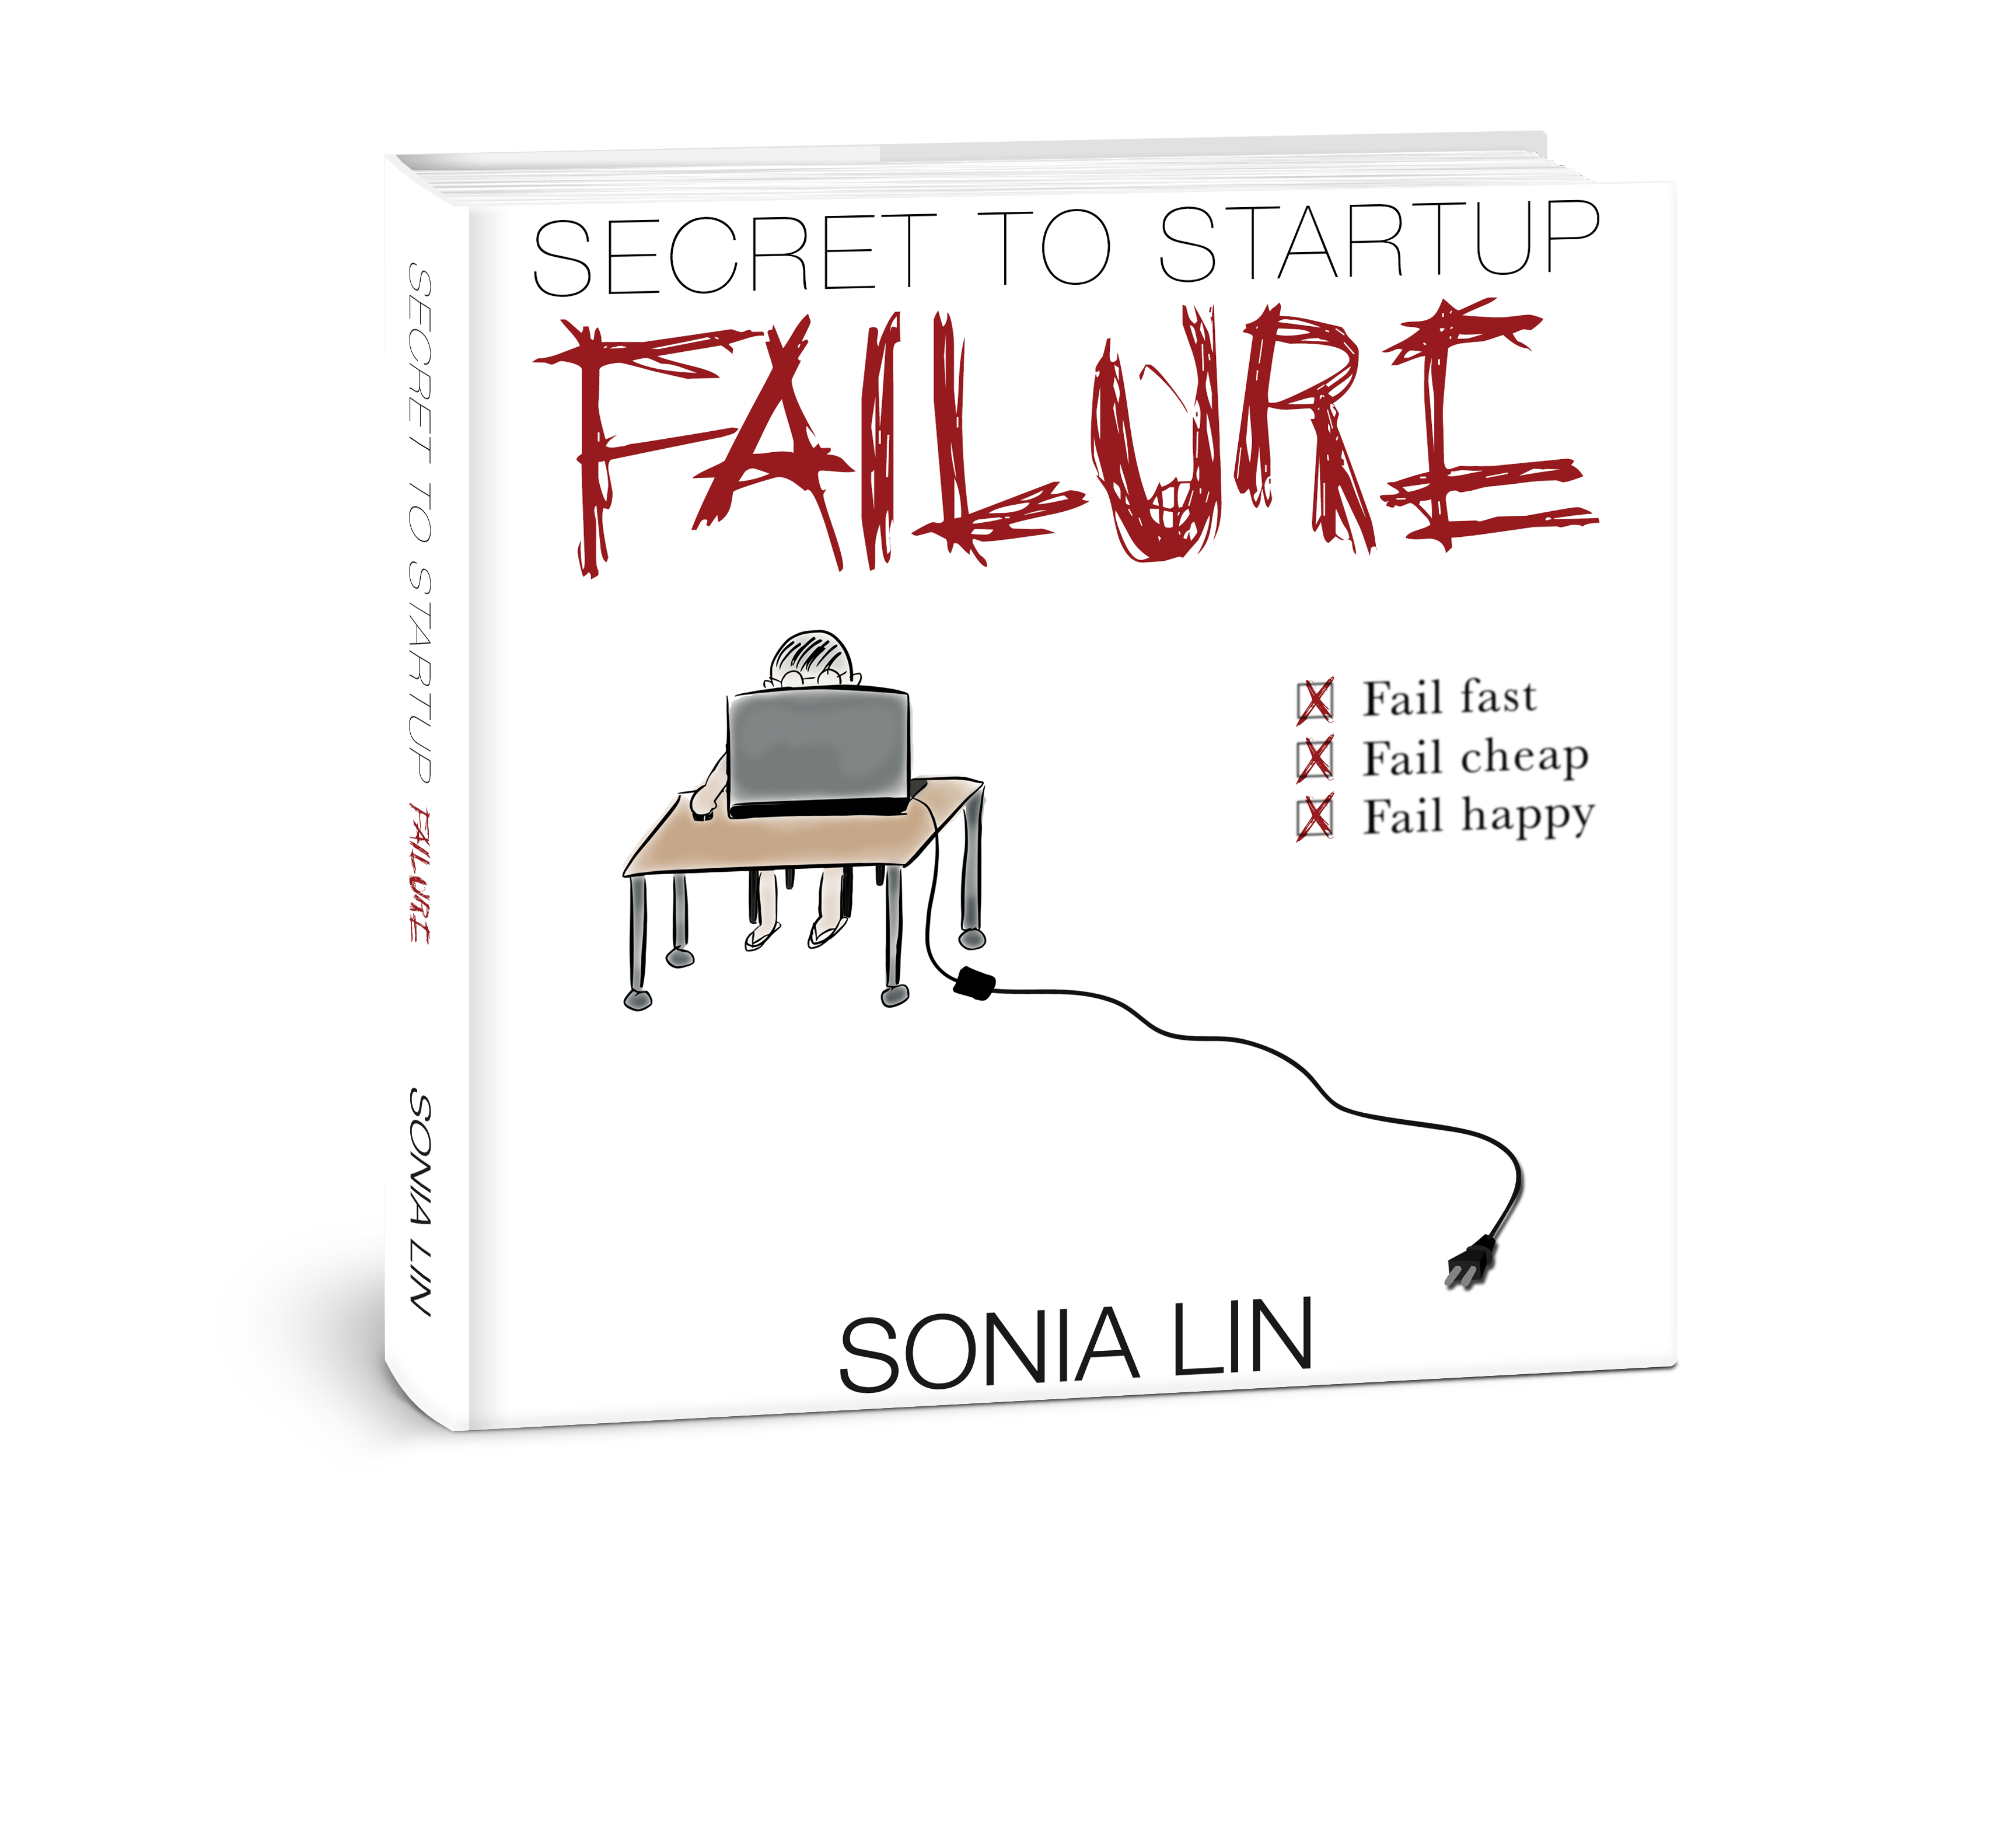 SECRET TO STARTUP
FAILURE
Fail fast
Fail cheap
Fail happy
SONIA LIN
SECRET TO STARTUP FAILURE
SONIA LIN